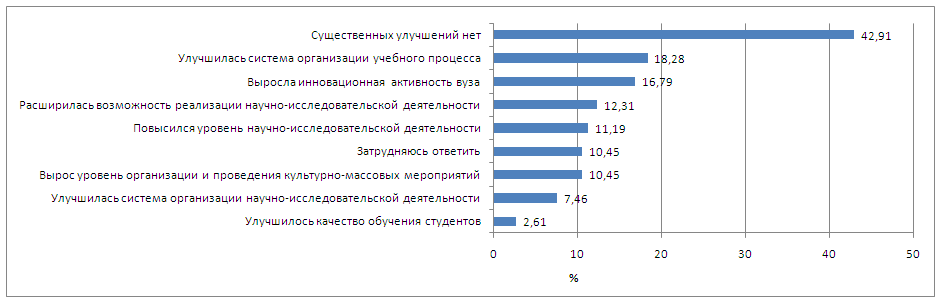 Существенных улучшений нет 42,91
Улучшилась система организации учебного процесса 18,28
Выросла инновационная активность вуза 16,79
Расширилась возможность реализации научно-исследовательской деятельности 12,31
Повысился уровень научно-исследовательской деятельности 11,19
Затрудняюсь ответить 10,45
Вырос уровень организации и проведения культурно-массовых мероприятий 10,45
Улучшилась система организации научно-исследовательской деятельности 7,46
Улучшилось качество обучения студентов 2,61
0 10 20 30 40 50
%